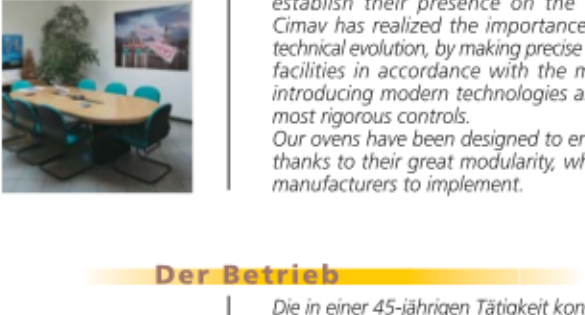 establish their presence on the
Cimav has realized the importance
technical evolution, by making precise
facilities in accordance with the
introducing modern technologies
most rigorous controls.
Our ovens have been designed to
thanks to their great modularity,
manufacturers to implement.
Der Betrieb
Die in einer 45-jährigen Tätigkeit